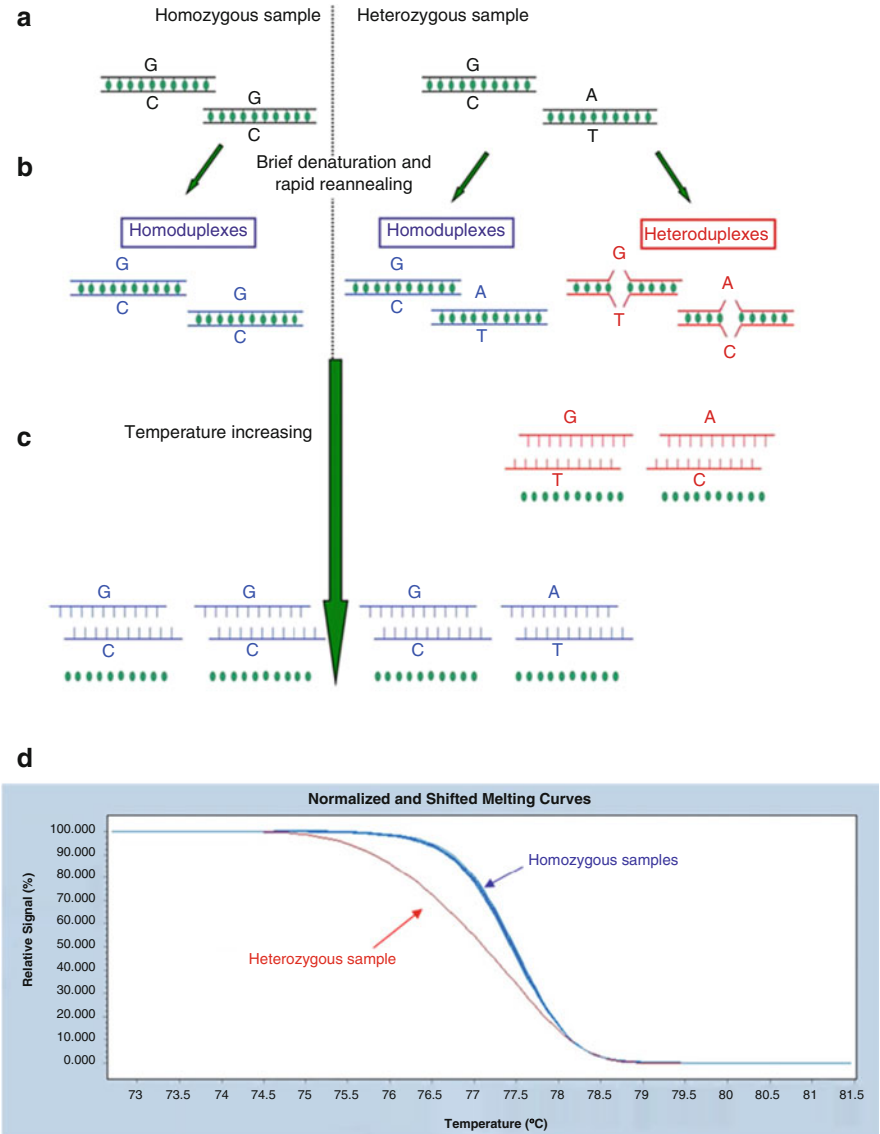 a
Homozygous sample
Heterozygous sample
G
C
G
C
G
C
A
T
b
Brief denaturation and
rapid reannealing
Homoduplexes
Homoduplexes
Heteroduplexes
G
C
G
C
G
C
A
T
G
T
A
C
c
Temperature increasing
G
A
T
C
G
G
G
A
C
C
C
T
d
Normalized and Shifted Melting Curves
Relative Signal (%)
100.000
90.000
80.000
70.000
60.000
50.000
40.000
30.000
20.000
10.000
0.000
Homozygous samples
Heterozygous sample
73 73.5 74 74.5 75 75.5 76 76.5 77 77.5 78 78.5 79 79.5 80 80.5 81 81.5
Temperature (°C)